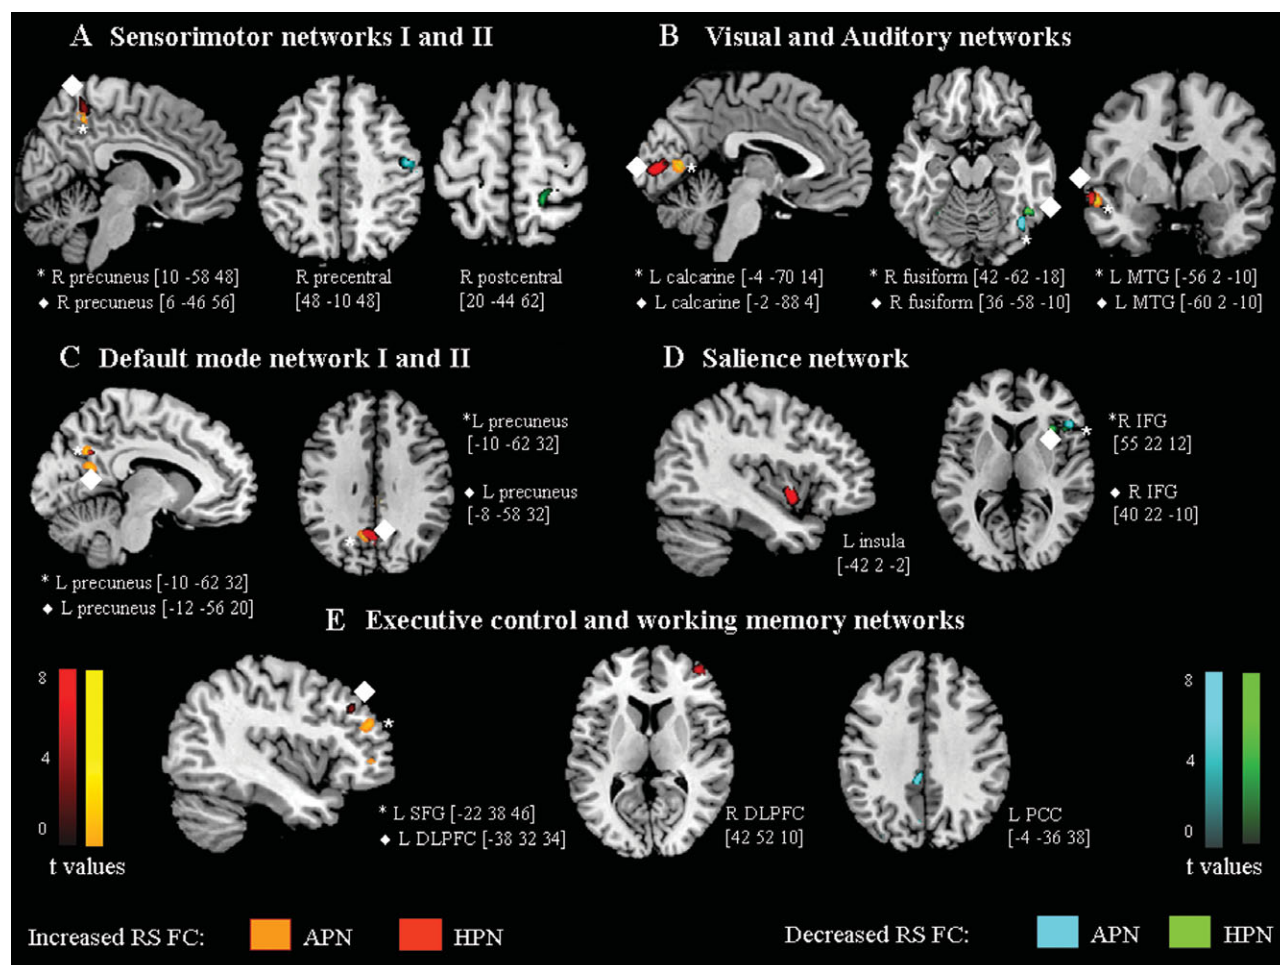 A Sensorimotor networks I and II
* R precuneus [10 -58 48]
◆ R precuneus [6 -46 56]
R precentral
[48 -10 48]
R postcentral
[20 -44 62]
B Visual and Auditory networks
* L calcarine [-4 -70 14]
◆ L calcarine [-2 -88 4]
* R fusiform [42 -62 -18]
◆ R fusiform [36 -58 -10]
* L MTG [-56 2 -10]
◆ L MTG [-60 2 -10]
C Default mode network I and II
* L precuneus [-10 -62 32]
◆ L precuneus [-12 -56 20]
*L precuneus
[-10 -62 32]
◆ L precuneus
[-8 -58 32]
D Salience network
L insula
[-42 2 -2]
*R IFG
[55 22 12]
◆ R IFG
[40 22 -10]
E Executive control and working memory networks
8
4
0
t values
* L SFG [-22 38 46]
◆ L DLPFC [-38 32 34]
R DLPFC
[42 52 10]
L PCC
[-4 -36 38]
8
4
0
t values
Increased RS FC: APN HPN
Decreased RS FC: APN HPN